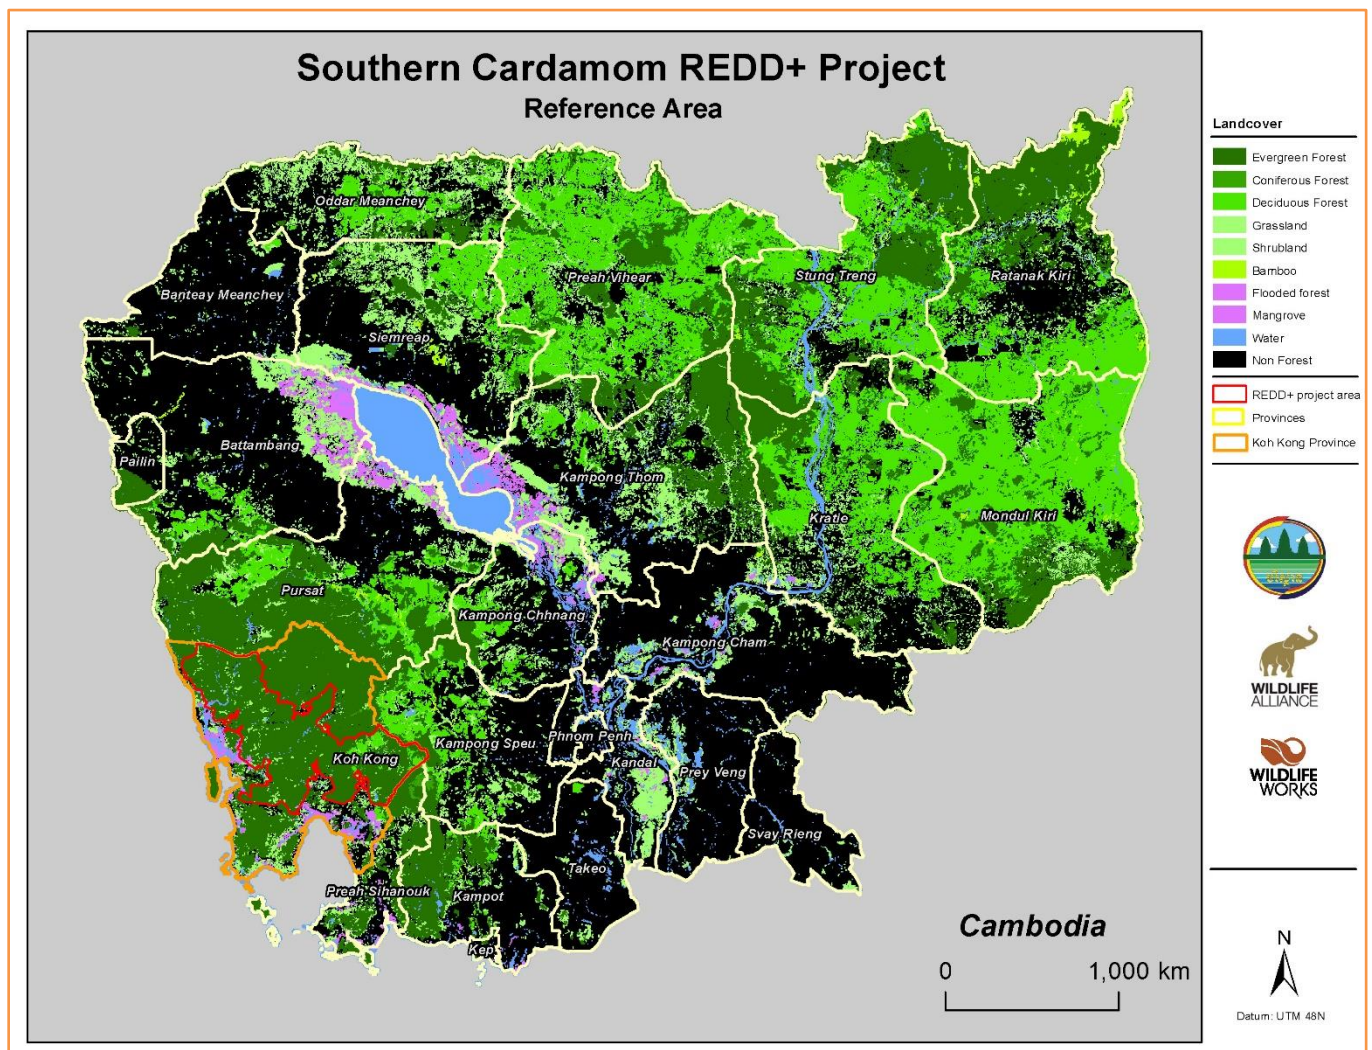 Southern Cardamom REDD+ Project
Reference Area
Landcover
Evergreen Forest
Coniferous Forest
Deciduous Forest
Grassland
Shrubland
Bamboo
Flooded forest
Mangrove
Water
Non Forest
REDD+ project area
Provinces
Koh Kong Province
Oddar Meanchey
Banteay Meanchey
Siemreap
Preah Vihear
Stung Treng
Ratanak Kiri
Battambang
Pailin
Kampong Thom
Kratie
Mondul Kiri
Pursat
Kampong Chhnang
Kampong Cham
Koh Kong
Kampong Speu
Phnom Penh
Kandal
Prey Veng
Svay Rieng
Takeo
Preah Sihanouk
Kampot
Kep
Cambodia
0 1,000 km
WILDLIFE
ALLIANCE
WILDLIFE
WORKS
N
Datum: UTM 48N